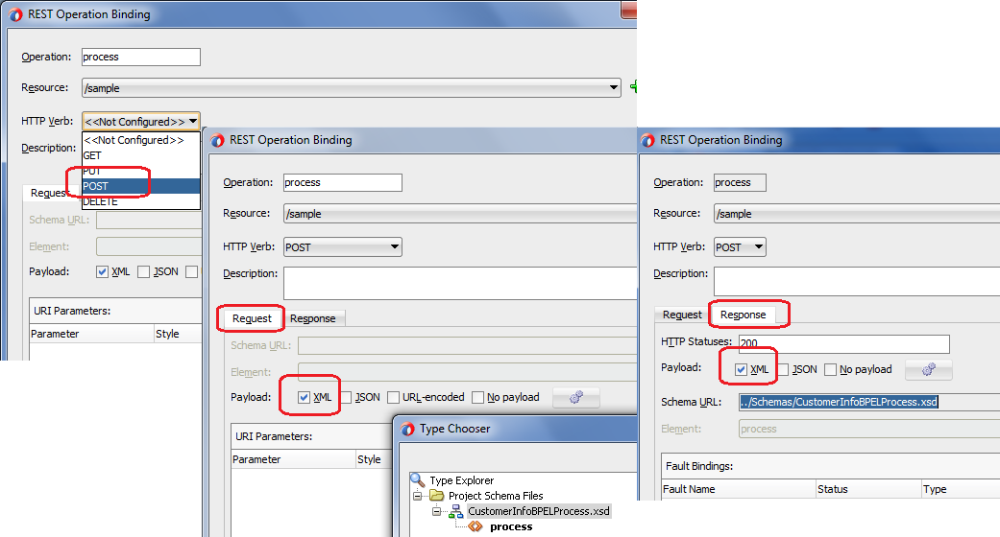 REST Operation Binding
Operation: process
Resource: /sample
HTTP Verb: <<Not Configured>>
<<Not Configured>>
GET
PUT
POST
DELETE
Description:
Request
Schema URL:
Element:
Payload: XML JSON
URI Parameters:
Parameter Style
REST Operation Binding
Operation: process
Resource: /sample
HTTP Verb: POST
Description:
Request Response
Schema URL:
Element:
Payload: XML JSON URL-encoded No payload
URI Parameters:
Parameter Style
Type Chooser
Type Explorer
Project Schema Files
CustomerInfoBPELProcess.xsd
process
REST Operation Binding
Operation: process
Resource: /sample
HTTP Verb: POST
Description:
Request Response
HTTP Statuses: 200
Payload: XML JSON No payload
Schema URL: ../Schemas/CustomerInfoBPELProcess.xsd
Element: process
Fault Bindings:
Fault Name Status Type